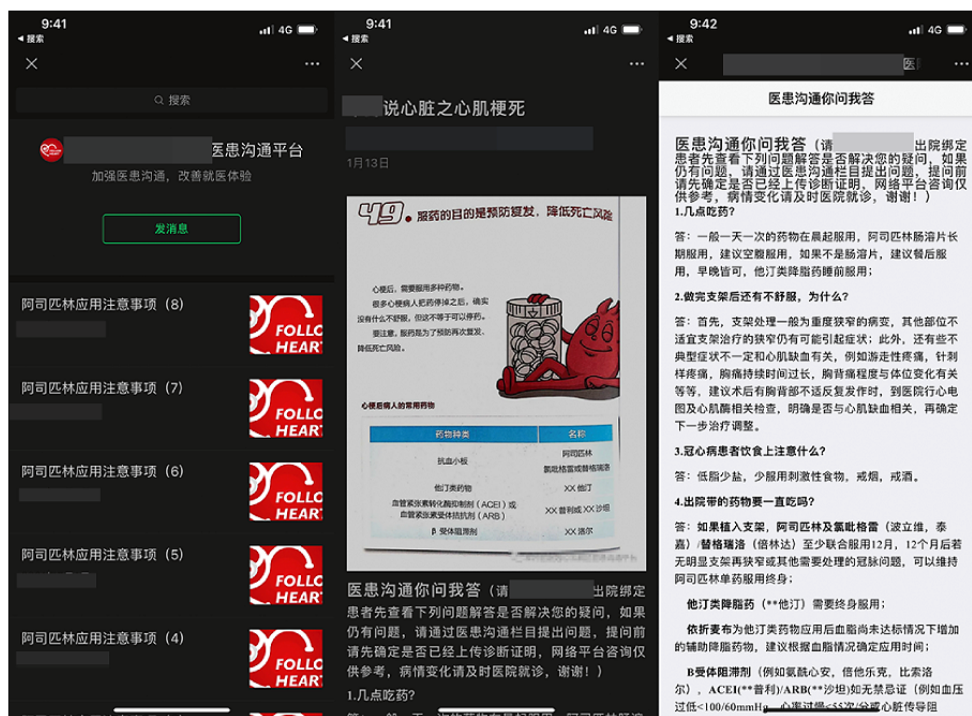 9:41
4G
搜索
搜索
医患沟通平台
加强医患沟通，改善就医体验
发消息
阿司匹林应用注意事项（8）
FOLLO
HEART
阿司匹林应用注意事项（7）
FOLLO
HEART
阿司匹林应用注意事项（6）
FOLLO
HEART
阿司匹林应用注意事项（5）
FOLLO
HEART
阿司匹林应用注意事项（4）
FOLLO
HEART
9:41
4G
搜索
说心脏之心肌梗死
1月13日
49. 服药的目的是预防复发、降低死亡风险
心梗后，需要服用多种药物。
很多心梗病人把药停掉之后，确实
没有什么不舒服，但这不等于可以停药。
要注意，服药是为了预防再次复发、
降低死亡风险。
心梗后病人的常用药物
药物种类 名称
抗血小板 阿司匹林
氯吡格雷或替格瑞洛
他汀类药物 XX 他汀
血管紧张素转化酶抑制剂（ACEI）或
血管紧张素受体拮抗剂（ARB） XX 普利或 XX 沙坦
β 受体阻滞剂 XX 洛尔
医患沟通你问我答（请 出院绑定
患者先查看下列问题解答是否解决您的疑问，如果
仍有问题，请通过医患沟通栏目提出问题，提问前
请先确定是否已经上传诊断证明，网络平台咨询仅
供参考，病情变化请及时医院就诊，谢谢！）
1.几点吃药？
9:42
4G
搜索
医
医患沟通你问我答
医患沟通你问我答（请 出院绑定
患者先查看下列问题解答是否解决您的疑问，如果
仍有问题，请通过医患沟通栏目提出问题，提问前
请先确定是否已经上传诊断证明，网络平台咨询仅
供参考，病情变化请及时医院就诊，谢谢！）
1.几点吃药？
答：一般一天一次的药物在晨起服用，阿司匹林肠溶片长
期服用，建议空腹服用，如果不是肠溶片，建议餐后服
用，早晚皆可，他汀类降脂药睡前服用；
2.做完支架后还有不舒服，为什么？
答：首先，支架处理一般为重度狭窄的病变，其他部位不
适宜支架治疗的狭窄仍有可能引起症状；此外，还有些不
典型症状不一定和心肌缺血有关，例如游走性疼痛，针刺
样疼痛，胸痛持续时间过长，胸背痛程度与体位变化有关
等等，建议术后有胸背部不适反复发作时，到医院行心电
图及心肌酶相关检查，明确是否与心肌缺血相关，再确定
下一步治疗调整。
3.冠心病患者饮食上注意什么？
答：低脂少盐，少服用刺激性食物，戒烟，戒酒。
4.出院带的药物要一直吃吗？
答：如果植入支架，阿司匹林及氯吡格雷（波立维，泰
嘉）/替格瑞洛（倍林达）至少联合服用12月，12个月后若
无明显支架再狭窄或其他需要处理的冠脉问题，可以维持
阿司匹林单药服用终身；
他汀类降脂药（**他汀）需要终身服用；
依折麦布为他汀类药物应用后血脂尚未达标情况下增加
的辅助降脂药物，建议根据血脂情况确定应用时间；
B受体阻滞剂（例如氨酰心安，倍他乐克，比索洛
尔），ACEI(**普利)/ARB(**沙坦)如无禁忌证（例如血压
过低<100/60mmHg，心率过慢<55次/分或心脏传导阻